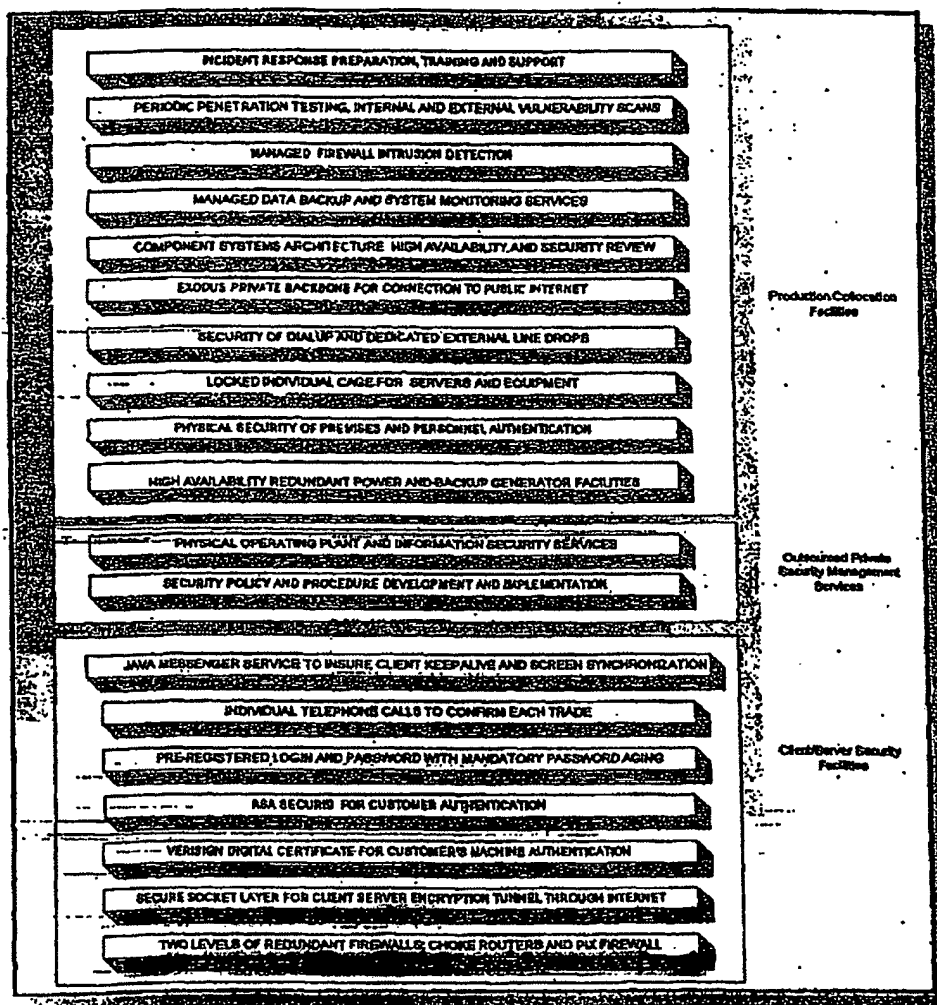 INCIDENT RESPONSE PREPARATION, TRAINING AND SUPPORT
PERIODIC PENETRATION TESTING, INTERNAL AND EXTERNAL VULNERABILITY SCANS
MANAGED FIREWALL INTRUSION DETECTION
MANAGED DATA BACKUP AND SYSTEM MONITORING SERVICES
COMPONENT SYSTEMS ARCHITECTURE HIGH AVAILABILITY AND SECURITY REVIEW
EXODUS PRIVATE BACKBONE FOR CONNECTION TO PUBLIC INTERNET
Production Collocation
Facilities
SECURITY OF DIALUP AND DEDICATED EXTERNAL LINE DROPS
LOCKED INDIVIDUAL CAGE FOR SERVERS AND EQUIPMENT
PHYSICAL SECURITY OF PREMISES AND PERSONNEL AUTHENTICATION
HIGH AVAILABILITY REDUNDANT POWER AND BACKUP GENERATOR FACILITIES
PHYSICAL OPERATING PLANT AND INFORMATION SECURITY SERVICES
SECURITY POLICY AND PROCEDURE DEVELOPMENT AND IMPLEMENTATION
Outsourced Private
Security Management
Services
JAVA MESSENGER SERVICE TO INSURE CLIENT KEEPALIVE AND SCREEN SYNCHRONIZATION
INDIVIDUAL TELEPHONE CALLS TO CONFIRM EACH TRADE
PRE-REGISTERED LOGIN AND PASSWORD WITH MANDATORY PASSWORD AGING
Client/Server Security
Facilities
RSA SECURID FOR CUSTOMER AUTHENTICATION
VERISIGN DIGITAL CERTIFICATE FOR CUSTOMER'S MACHINE AUTHENTICATION
SECURE SOCKET LAYER FOR CLIENT SERVER ENCRYPTION TUNNEL THROUGH INTERNET
TWO LEVELS OF REDUNDANT FIREWALLS; CHOKE ROUTERS AND PIX FIREWALL